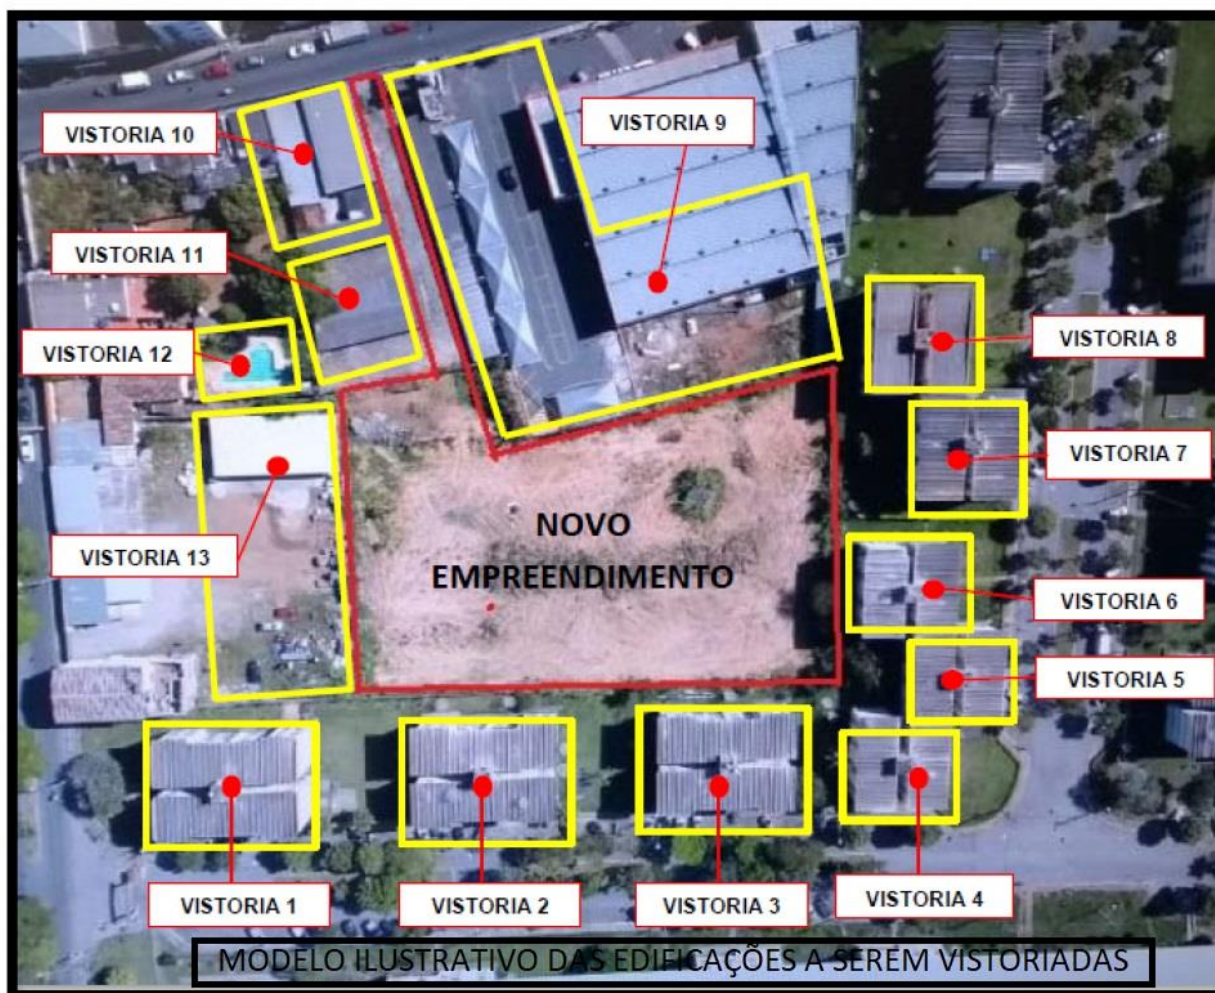 VISTORIA 10
VISTORIA 9
VISTORIA 11
VISTORIA 12
VISTORIA 8
VISTORIA 7
VISTORIA 13
NOVO
EMPREENDIMENTO
VISTORIA 6
VISTORIA 5
VISTORIA 1
VISTORIA 2
VISTORIA 3
VISTORIA 4
MODELO ILUSTRATIVO DAS EDIFICAÇÕES A SEREM VISTORIADAS